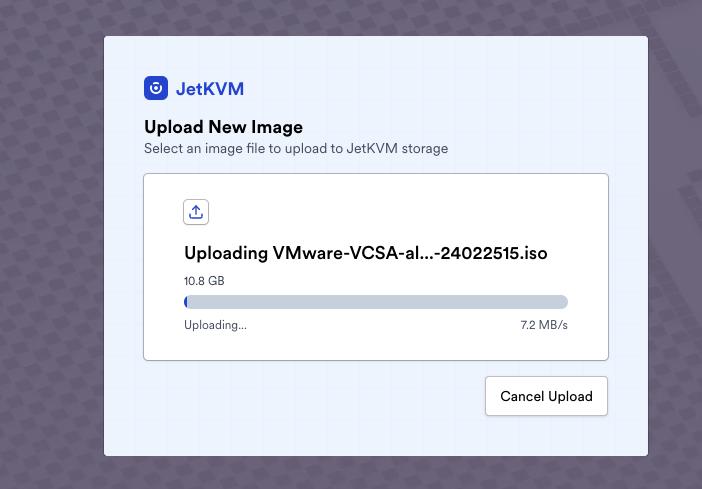 JetKVM
Upload New Image
Select an image file to upload to JetKVM storage
Uploading VMware-VCSA-al...-24022515.iso
10.8 GB
Uploading...
7.2 MB/s
Cancel Upload